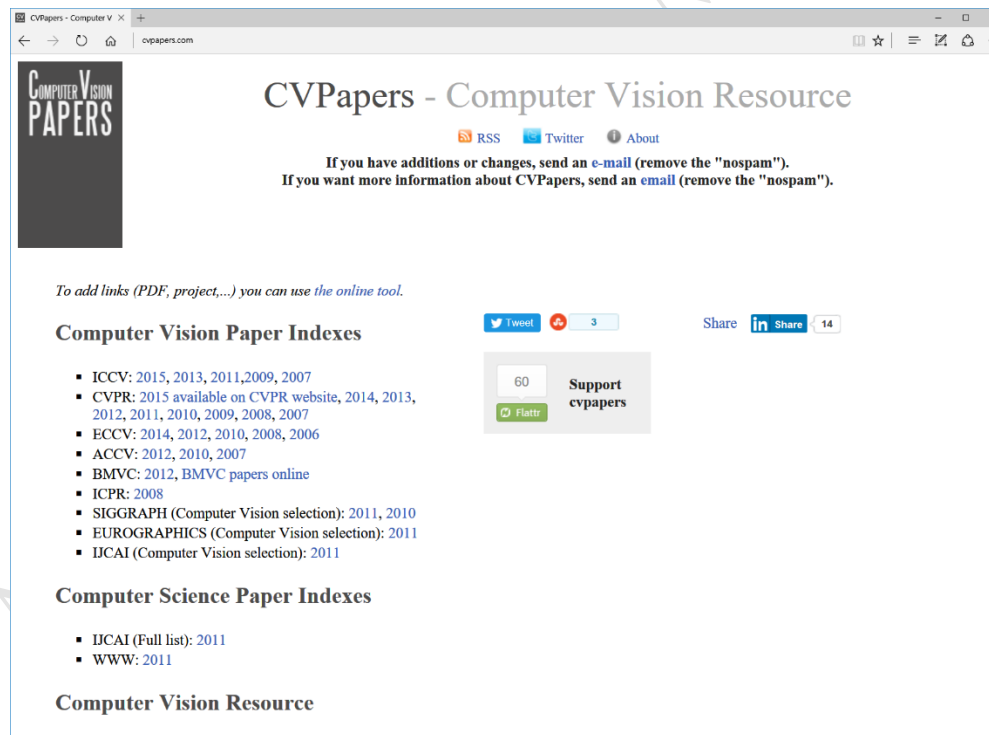 CVPapers - Computer V
cvpapers.com
COMPUTER VISION
PAPERS
CVPapers - Computer Vision Resource
RSS Twitter About
If you have additions or changes, send an e-mail (remove the "nospam").
If you want more information about CVPapers, send an email (remove the "nospam").
To add links (PDF, project,...) you can use the online tool.
Computer Vision Paper Indexes
Tweet 3 Share in Share 14
▪ ICCV: 2015, 2013, 2011,2009, 2007
▪ CVPR: 2015 available on CVPR website, 2014, 2013,
2012, 2011, 2010, 2009, 2008, 2007
▪ ECCV: 2014, 2012, 2010, 2008, 2006
▪ ACCV: 2012, 2010, 2007
▪ BMVC: 2012, BMVC papers online
▪ ICPR: 2008
▪ SIGGRAPH (Computer Vision selection): 2011, 2010
▪ EUROGRAPHICS (Computer Vision selection): 2011
▪ IJCAI (Computer Vision selection): 2011
60
Flattr
Support
cvpapers
Computer Science Paper Indexes
▪ IJCAI (Full list): 2011
▪ WWW: 2011
Computer Vision Resource